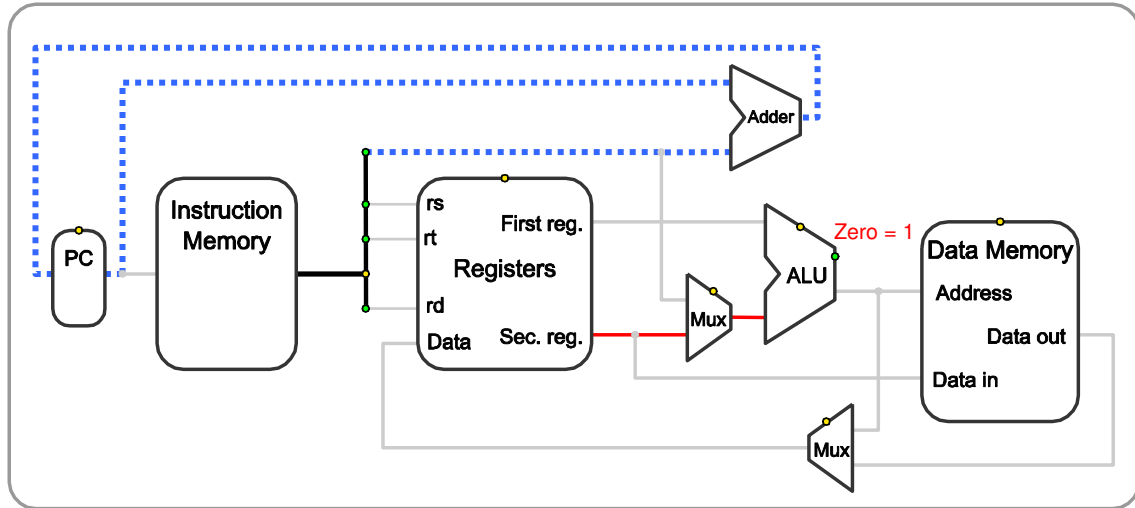 Adder
Instruction
Memory
PC
rs
rt
rd
Data
First reg.
Registers
Sec. reg.
Mux
ALU
Zero = 1
Data Memory
Address
Data out
Data in
Mux